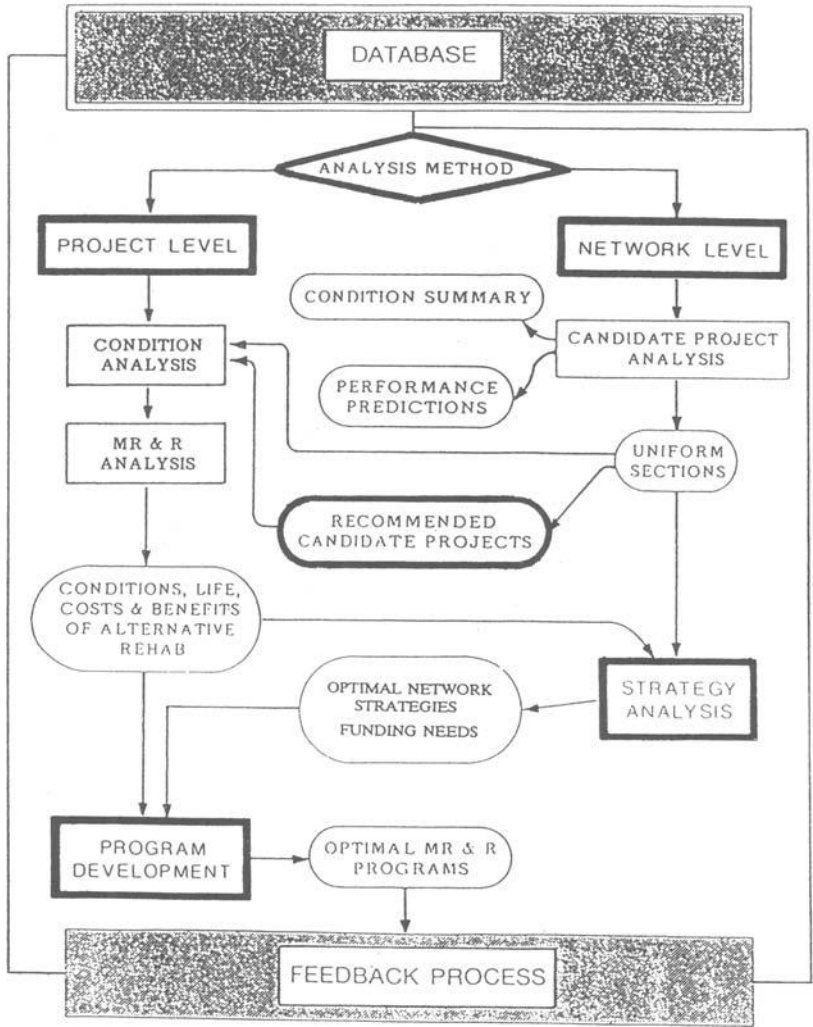 DATABASE
ANALYSIS METHOD
PROJECT LEVEL
NETWORK LEVEL
CONDITION SUMMARY
CONDITION
ANALYSIS
CANDIDATE PROJECT
ANALYSIS
PERFORMANCE
PREDICTIONS
MR & R
ANALYSIS
UNIFORM
SECTIONS
RECOMMENDED
CANDIDATE PROJECTS
CONDITIONS, LIFE,
COSTS & BENEFITS
OF ALTERNATIVE
REHAB
STRATEGY
ANALYSIS
OPTIMAL NETWORK
STRATEGIES
FUNDING NEEDS
PROGRAM
DEVELOPMENT
OPTIMAL MR & R
PROGRAMS
FEEDBACK PROCESS